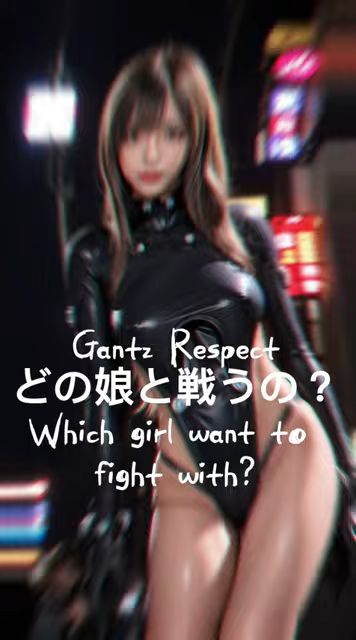 Gantz Respect
どの娘と戦うの？
Which girl want to
fight with?